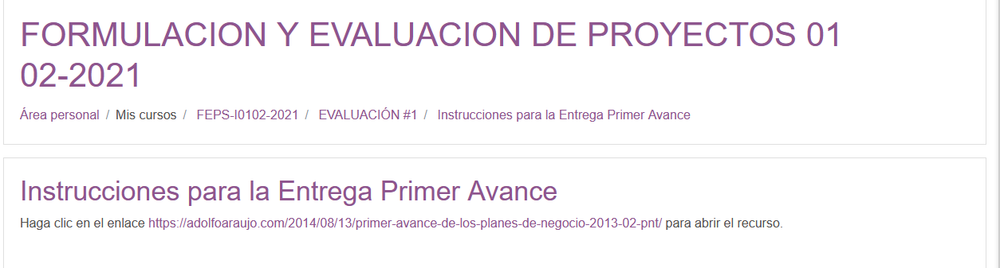 FORMULACION Y EVALUACION DE PROYECTOS 01
02-2021
Área personal / Mis cursos / FEPS-I0102-2021 / EVALUACIÓN #1 / Instrucciones para la Entrega Primer Avance
Instrucciones para la Entrega Primer Avance
Haga clic en el enlace https://adolfoaraujo.com/2014/08/13/primer-avance-de-los-planes-de-negocio-2013-02-pnt/ para abrir el recurso.